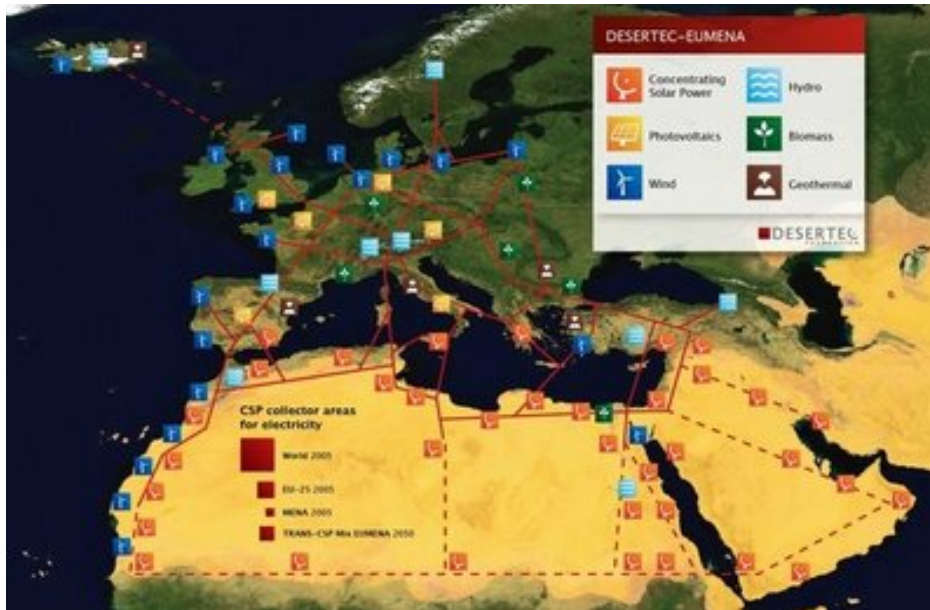 DESERTEC-EUMENA
Concentrating
Solar Power
Hydro
Photovoltaics
Biomass
Wind
Geothermal
DESERTEC
FOUNDATION
CSP collector areas
for electricity
World 2005
EU-25 2005
MENA 2005
TRANS-CSP Mix EUMENA 2050